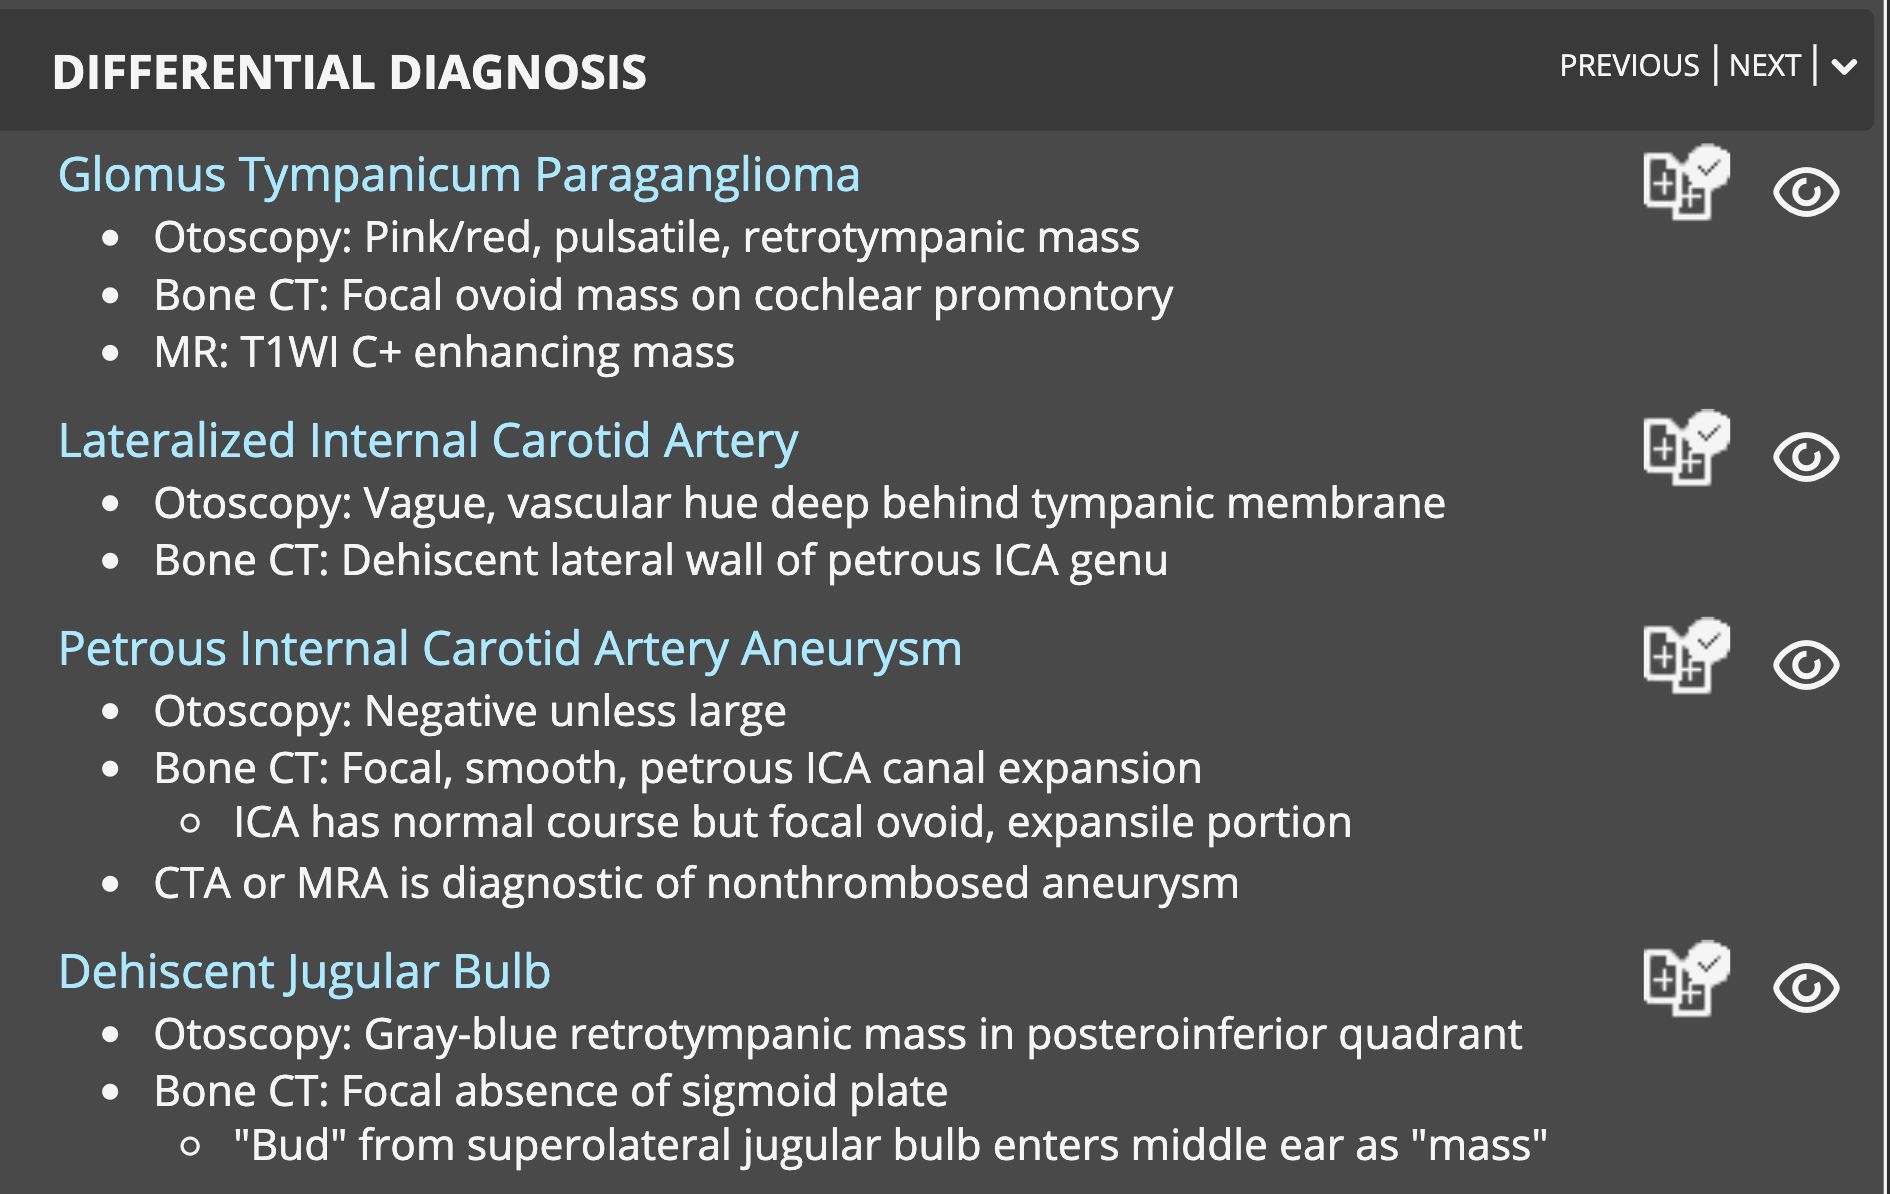 DIFFERENTIAL DIAGNOSIS
PREVIOUS | NEXT |
Glomus Tympanicum Paraganglioma
• Otoscopy: Pink/red, pulsatile, retrotympanic mass
• Bone CT: Focal ovoid mass on cochlear promontory
• MR: T1WI C+ enhancing mass
Lateralized Internal Carotid Artery
• Otoscopy: Vague, vascular hue deep behind tympanic membrane
• Bone CT: Dehiscent lateral wall of petrous ICA genu
Petrous Internal Carotid Artery Aneurysm
• Otoscopy: Negative unless large
• Bone CT: Focal, smooth, petrous ICA canal expansion
○ ICA has normal course but focal ovoid, expansile portion
• CTA or MRA is diagnostic of nonthrombosed aneurysm
Dehiscent Jugular Bulb
• Otoscopy: Gray-blue retrotympanic mass in posteroinferior quadrant
• Bone CT: Focal absence of sigmoid plate
○ "Bud" from superolateral jugular bulb enters middle ear as "mass"